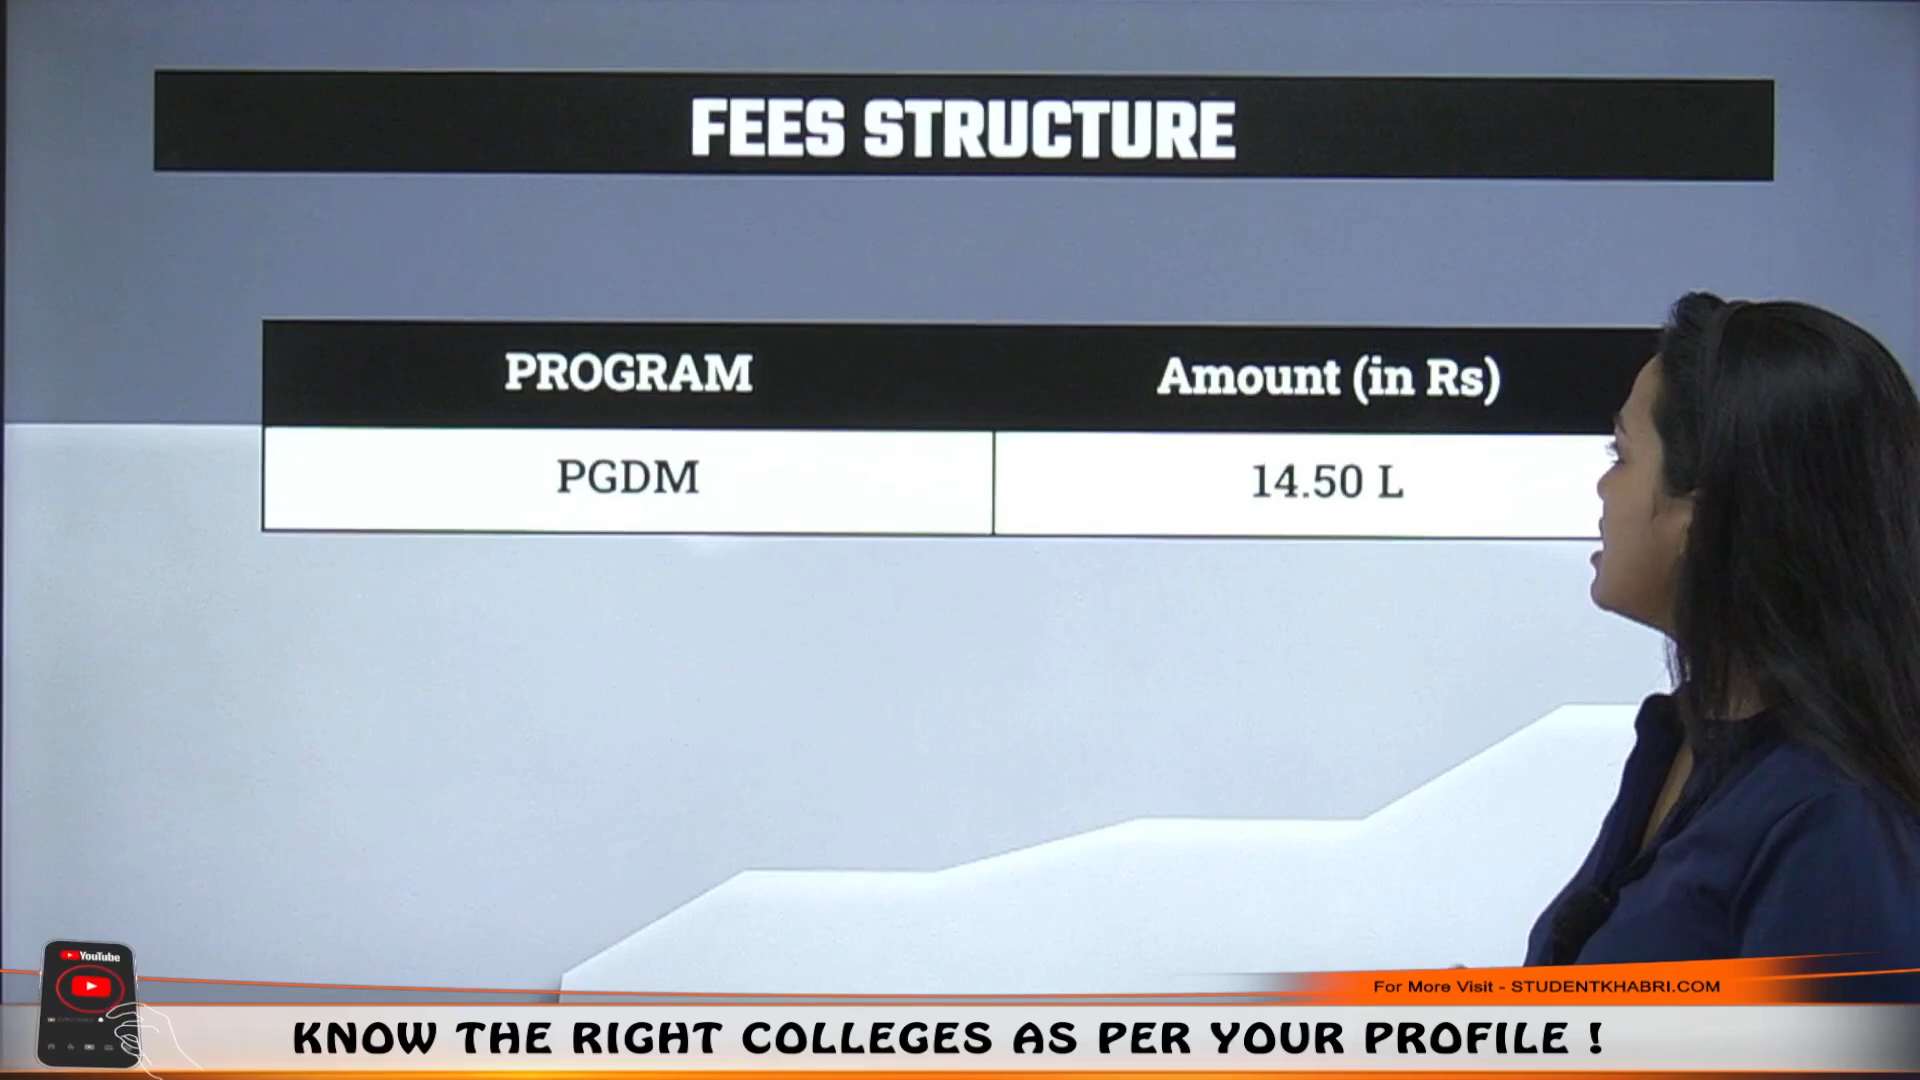 FEES STRUCTURE
PROGRAM Amount (in Rs)
PGDM 14.50 L
YouTube
For More Visit - STUDENTKHABRI.COM
KNOW THE RIGHT COLLEGES AS PER YOUR PROFILE !